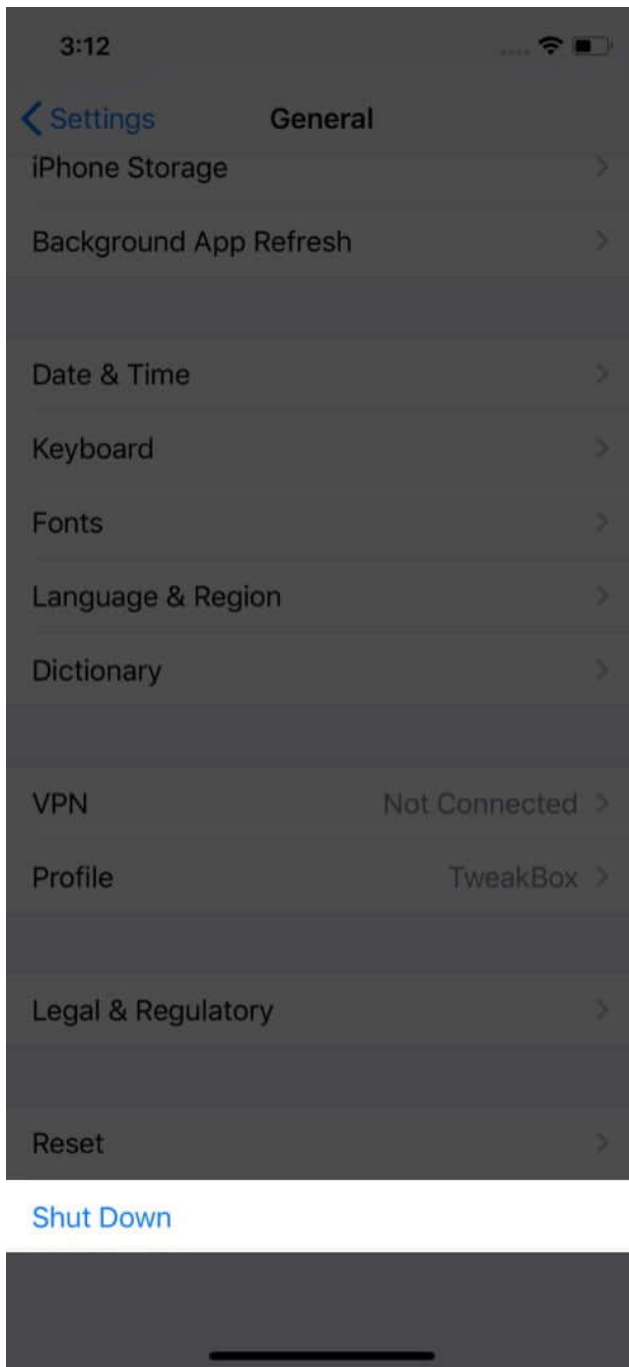 3:12
Settings General
iPhone Storage
Background App Refresh
Date & Time
Keyboard
Fonts
Language & Region
Dictionary
VPN Not Connected
Profile TweakBox
Legal & Regulatory
Reset
Shut Down